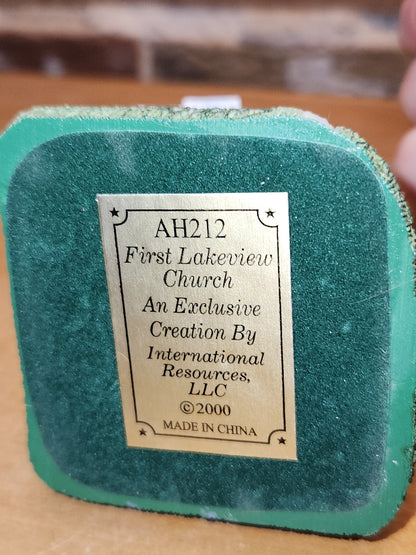 AH212
First Lakeview
Church
An Exclusive
Creation By
International
Resources,
LLC
©2000
MADE IN CHINA